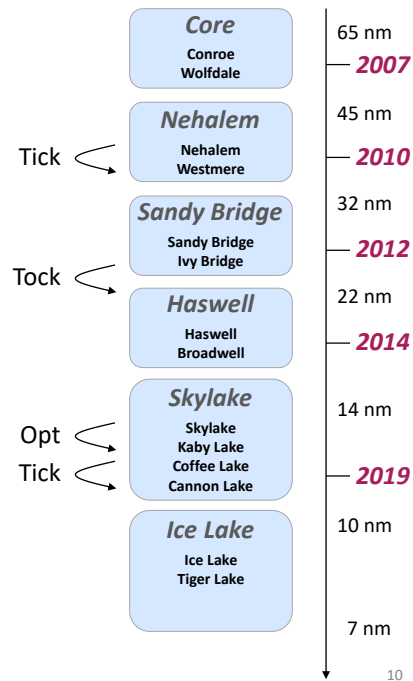 Core
Conroe
Wolfdale
65 nm
2007
45 nm
Nehalem
Nehalem
Westmere
Tick
2010
32 nm
Sandy Bridge
Sandy Bridge
Ivy Bridge
2012
Tock
22 nm
Haswell
Haswell
Broadwell
2014
Skylake
14 nm
Skylake
Kaby Lake
Coffee Lake
Cannon Lake
Opt
Tick
2019
10 nm
Ice Lake
Ice Lake
Tiger Lake
7 nm
10